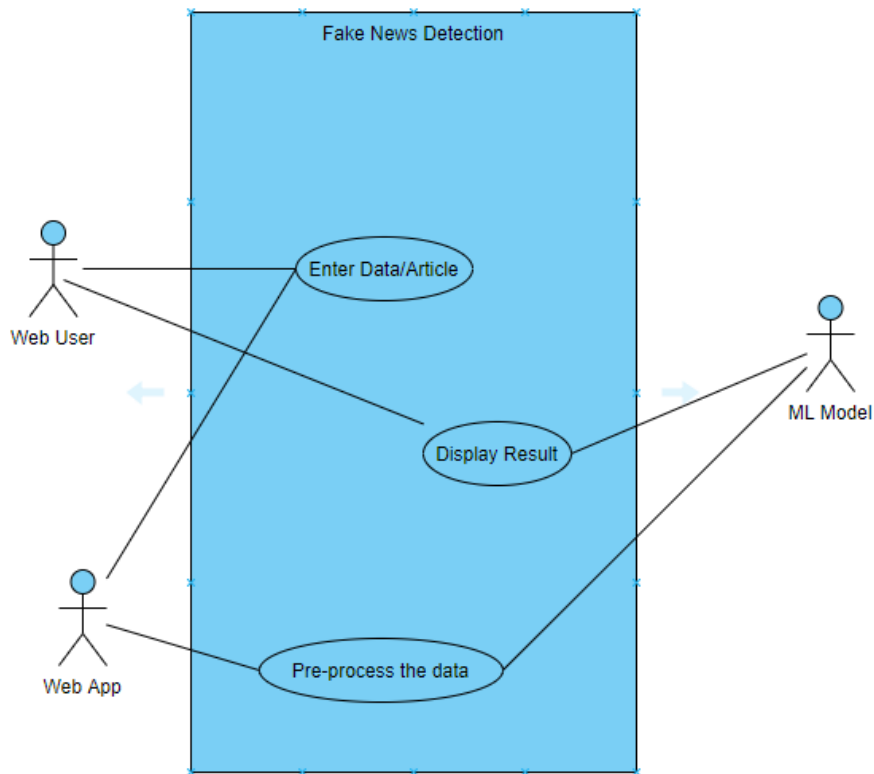 Fake News Detection
Enter Data/Article
Web User
ML Model
Display Result
Web App
Pre-process the data